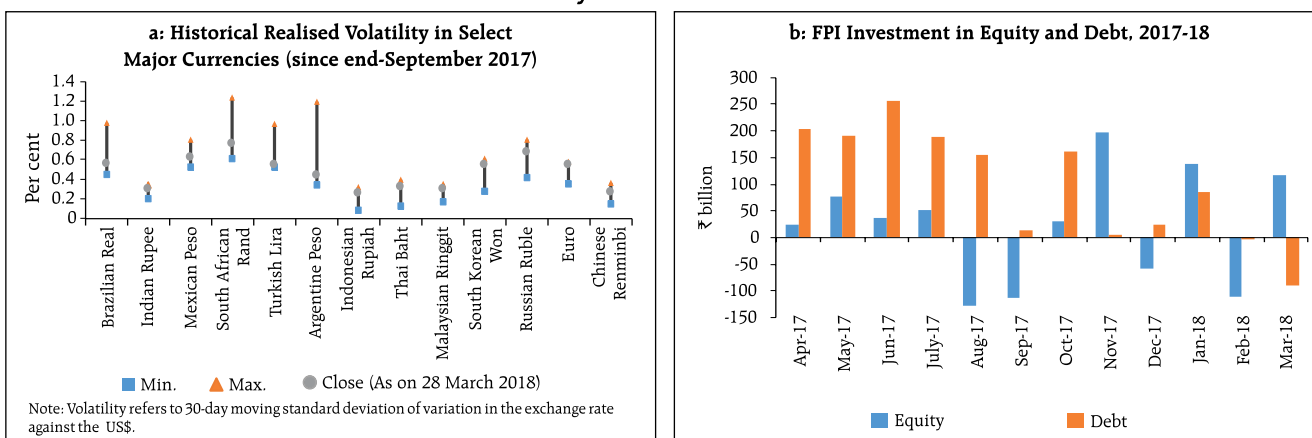 a: Historical Realised Volatility in Select
Major Currencies (since end-September 2017)
Per cent
1.4
1.2
1.0
0.8
0.6
0.4
0.2
0
Brazilian Real
Indian Rupee
Mexican Peso
South African
Rand
Turkish Lira
Argentine Peso
Indonesian
Rupiah
Thai Baht
Malaysian Ringgit
South Korean
Won
Russian Ruble
Euro
Chinese
Renminbi
Min.
Max.
Close (As on 28 March 2018)
Note: Volatility refers to 30-day moving standard deviation of variation in the exchange rate
against the US$.
b: FPI Investment in Equity and Debt, 2017-18
₹ billion
300
250
200
150
100
50
0
-50
-100
-150
Apr-17
May-17
Jun-17
July-17
Aug-17
Sep-17
Oct-17
Nov-17
Dec-17
Jan-18
Feb-18
Mar-18
Equity
Debt